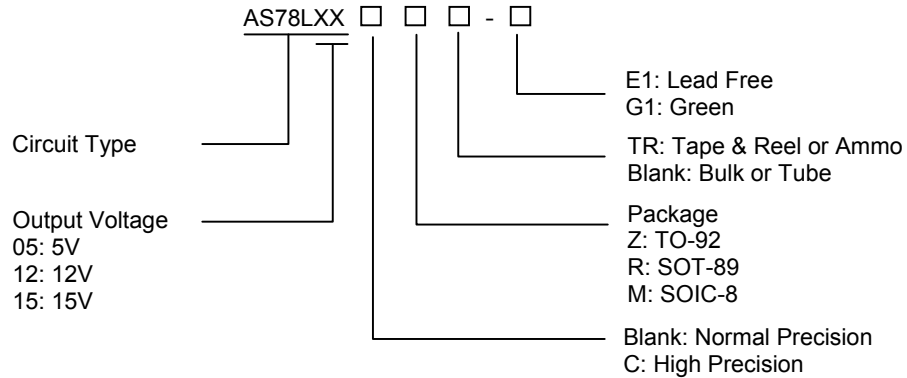 AS78LXX □ □ □ - □
E1: Lead Free
G1: Green
Circuit Type
TR: Tape & Reel or Ammo
Blank: Bulk or Tube
Output Voltage
05: 5V
12: 12V
15: 15V
Package
Z: TO-92
R: SOT-89
M: SOIC-8
Blank: Normal Precision
C: High Precision